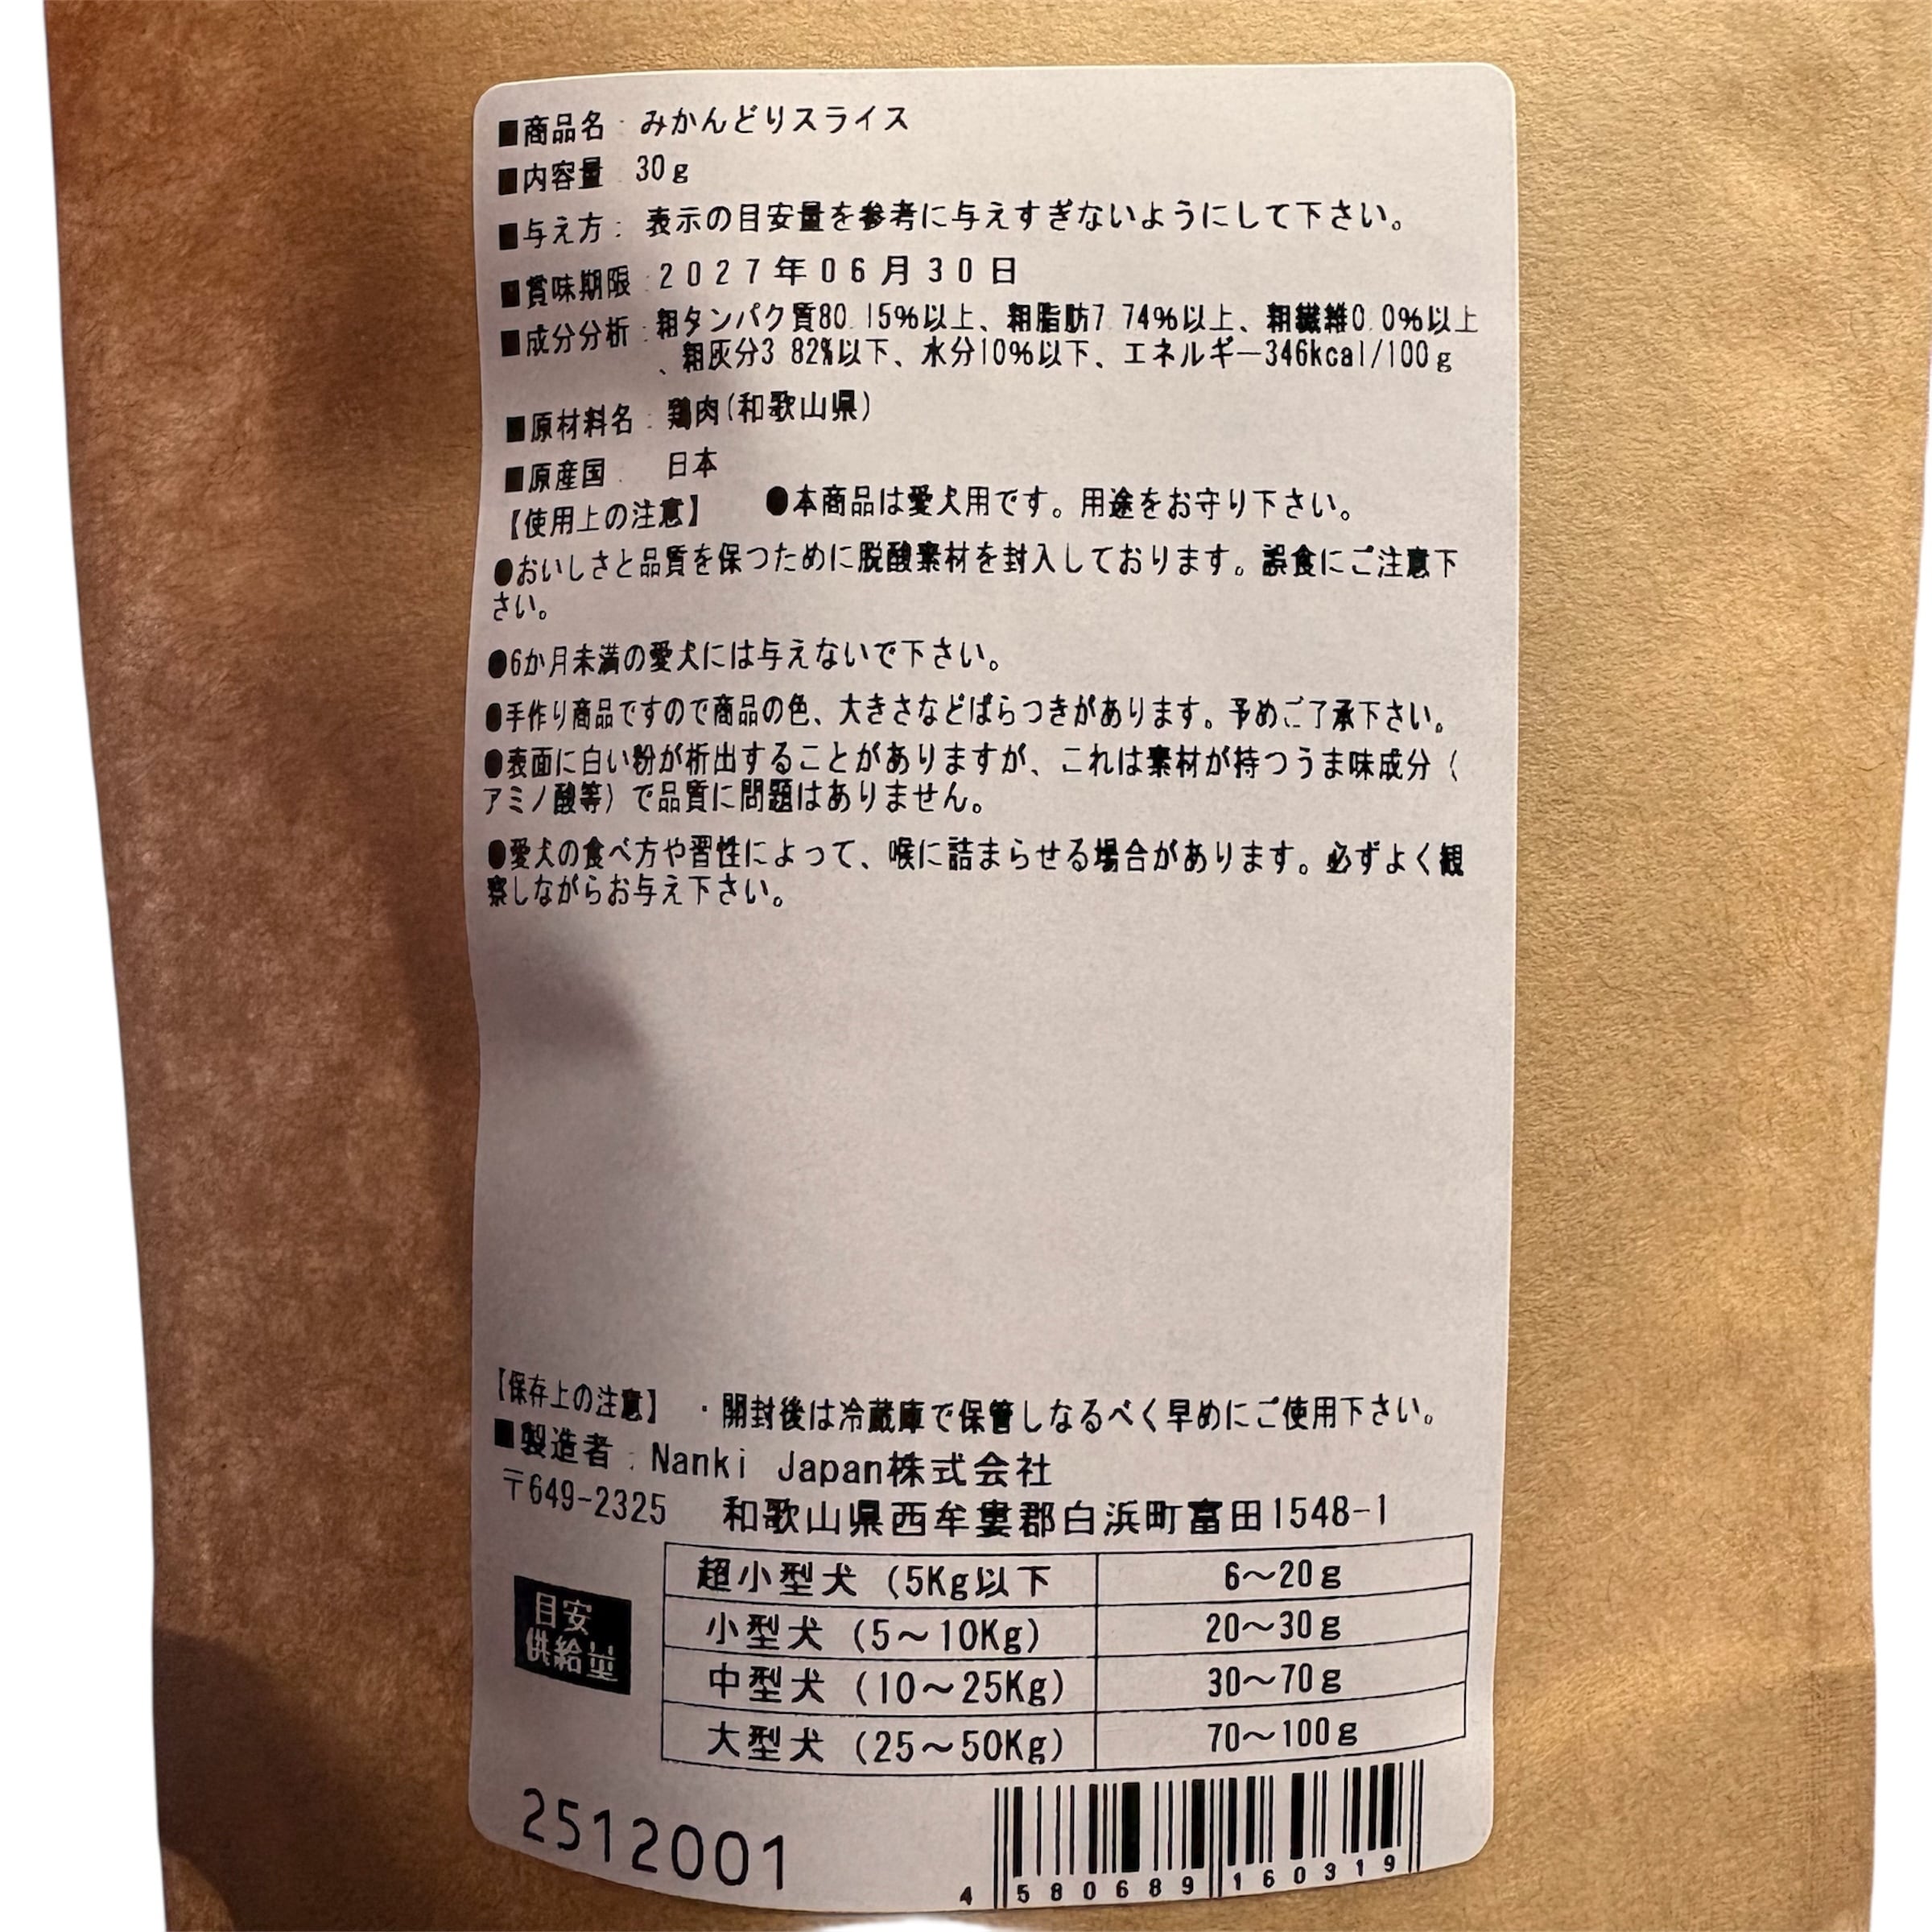 ■商品名：みかんどりスライス
■内容量 30g
■与え方：表示の目安量を参考に与えすぎないようにして下さい。
■賞味期限：2027年06月30日
■成分分析：粗タンパク質80.15%以上、粗脂肪7.74%以上、粗繊維0.0%以上
、粗灰分3.82%以下、水分10%以下、エネルギー346kcal/100g
■原材料名：鶏肉(和歌山県)
■原産国：日本
【使用上の注意】 ●本商品は愛犬用です。用途をお守り下さい。
●おいしさと品質を保つために脱酸素材を封入しております。誤食にご注意下
さい。
●6か月未満の愛犬には与えないで下さい。
●手作り商品ですので商品の色、大きさなどばらつきがあります。予めご了承下さい。
●表面に白い粉が析出することがありますが、これは素材が持つうま味成分（
アミノ酸等）で品質に問題はありません。
●愛犬の食べ方や習性によって、喉に詰まらせる場合があります。必ずよく観
察しながらお与え下さい。
【保存上の注意】 ・開封後は冷蔵庫で保管しなるべく早めにご使用下さい。
■製造者：Nanki Japan株式会社
〒649-2325 和歌山県西牟婁郡白浜町富田1548-1
目安
供給量
超小型犬（5Kg以下 6～20g
小型犬（5～10Kg） 20～30g
中型犬（10～25Kg） 30～70g
大型犬（25～50Kg） 70～100g
2512001
4 580689 160319